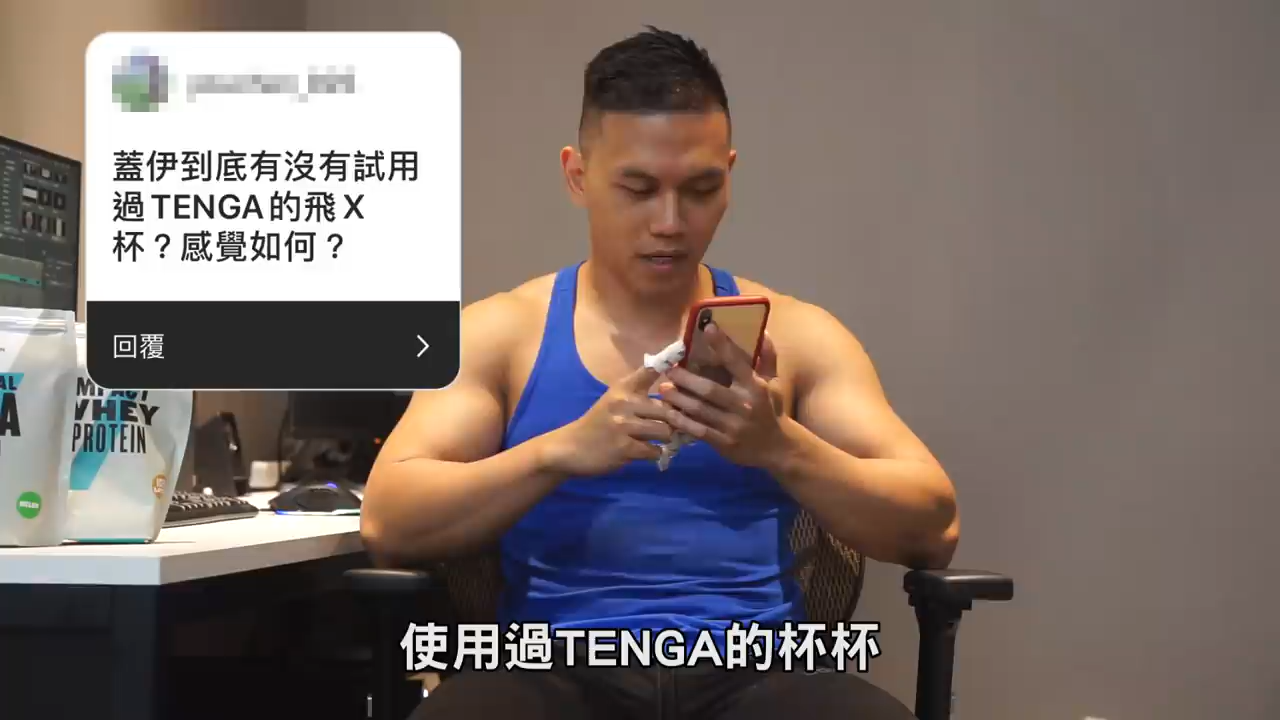 蓋伊到底有沒有試用
過TENGA的飛X
杯？感覺如何？
回覆
AL
A
IMPACT
WHEY
PROTEIN
使用過TENGA的杯杯